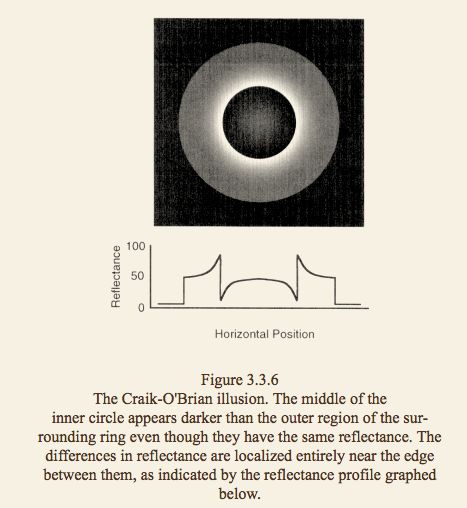 100
50
0
Reflectance
Horizontal Position
Figure 3.3.6
The Craik-O'Brian illusion. The middle of the
inner circle appears darker than the outer region of the sur-
rounding ring even though they have the same reflectance. The
differences in reflectance are localized entirely near the edge
between them, as indicated by the reflectance profile graphed
below.